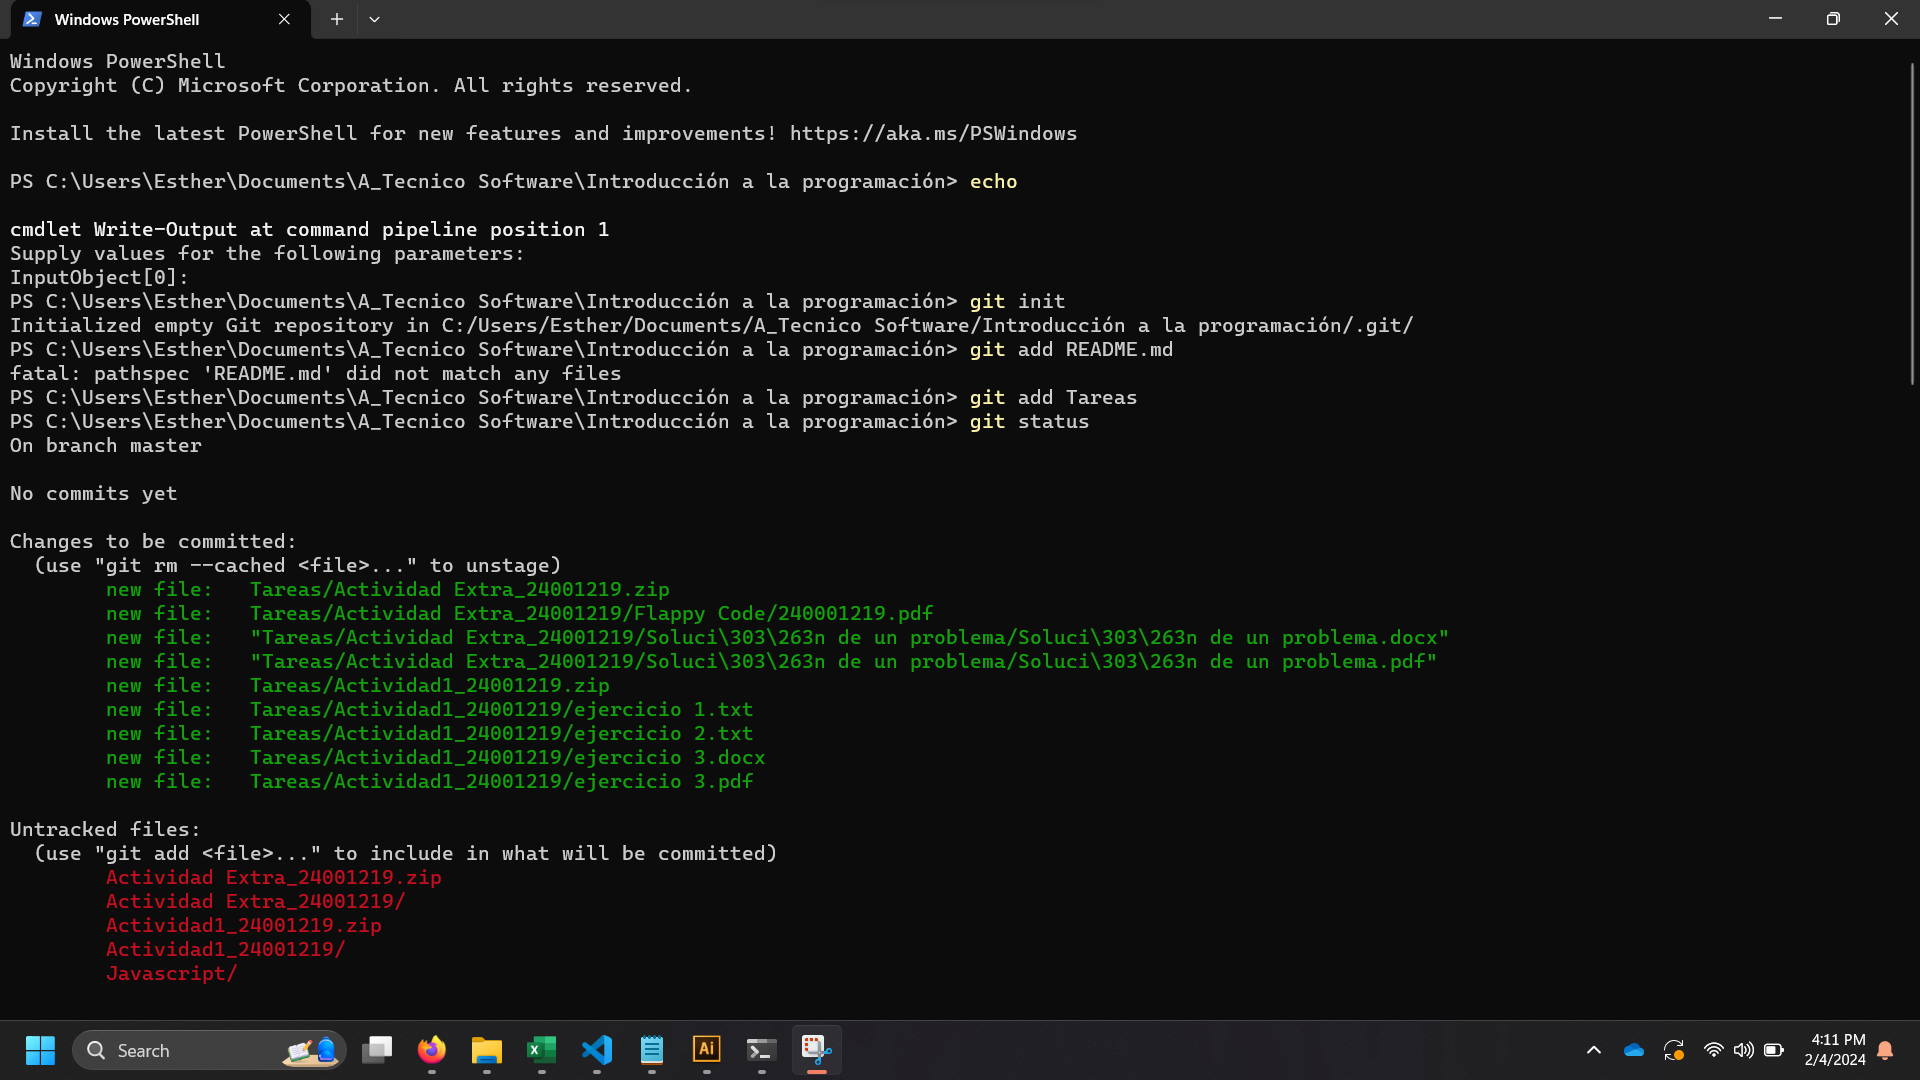 Windows PowerShell
Windows PowerShell
Copyright (C) Microsoft Corporation. All rights reserved.
Install the latest PowerShell for new features and improvements! https://aka.ms/PSWindows
PS C:\Users\Esther\Documents\A_Tecnico Software\Introducción a la programación> echo
cmdlet Write-Output at command pipeline position 1
Supply values for the following parameters:
InputObject[0]:
PS C:\Users\Esther\Documents\A_Tecnico Software\Introducción a la programación> git init
Initialized empty Git repository in C:/Users/Esther/Documents/A_Tecnico Software/Introducción a la programación/.git/
PS C:\Users\Esther\Documents\A_Tecnico Software\Introducción a la programación> git add README.md
fatal: pathspec 'README.md' did not match any files
PS C:\Users\Esther\Documents\A_Tecnico Software\Introducción a la programación> git add Tareas
PS C:\Users\Esther\Documents\A_Tecnico Software\Introducción a la programación> git status
On branch master
No commits yet
Changes to be committed:
  (use "git rm --cached <file>..." to unstage)
        new file:   Tareas/Actividad Extra_24001219.zip
        new file:   Tareas/Actividad Extra_24001219/Flappy Code/240001219.pdf
        new file:   "Tareas/Actividad Extra_24001219/Soluci\303\263n de un problema/Soluci\303\263n de un problema.docx"
        new file:   "Tareas/Actividad Extra_24001219/Soluci\303\263n de un problema/Soluci\303\263n de un problema.pdf"
        new file:   Tareas/Actividad1_24001219.zip
        new file:   Tareas/Actividad1_24001219/ejercicio 1.txt
        new file:   Tareas/Actividad1_24001219/ejercicio 2.txt
        new file:   Tareas/Actividad1_24001219/ejercicio 3.docx
        new file:   Tareas/Actividad1_24001219/ejercicio 3.pdf
Untracked files:
  (use "git add <file>..." to include in what will be committed)
        Actividad Extra_24001219.zip
        Actividad Extra_24001219/
        Actividad1_24001219.zip
        Actividad1_24001219/
        Javascript/
Search
Ai
4:11 PM
2/4/2024